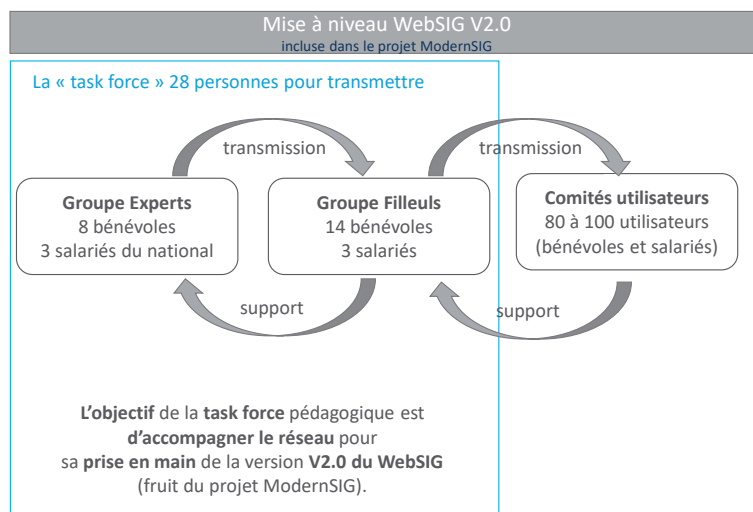 Mise à niveau WebSIG V2.0
incluse dans le projet ModernSIG
La « task force » 28 personnes pour transmettre
transmission
transmission
Groupe Experts
8 bénévoles
3 salariés du national
Groupe Filleuls
14 bénévoles
3 salariés
Comités utilisateurs
80 à 100 utilisateurs
(bénévoles et salariés)
support
support
L'objectif de la task force pédagogique est
d'accompagner le réseau pour
sa prise en main de la version V2.0 du WebSIG
(fruit du projet ModernSIG).